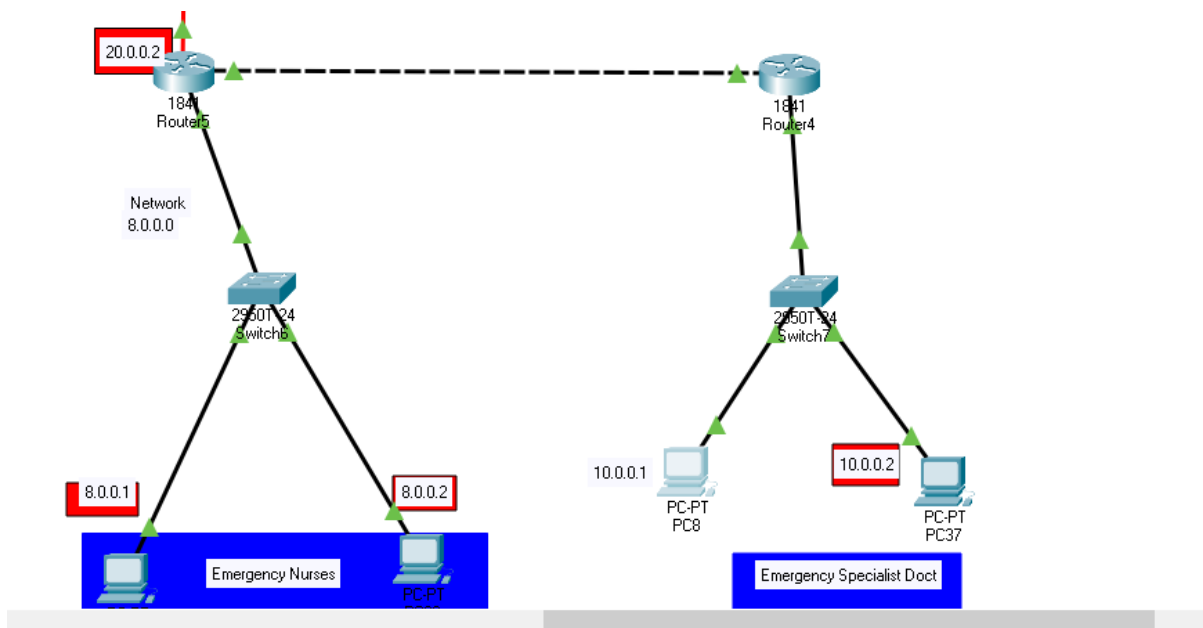 20.0.0.2
1841
Router5
1841
Router4
Network
8.0.0.0
2950T-24
Switch6
2950T-24
Switch7
8.0.0.1
8.0.0.2
10.0.0.1
10.0.0.2
PC-PT
PC8
PC-PT
PC37
Emergency Nurses
PC-PT
Emergency Specialist Doct